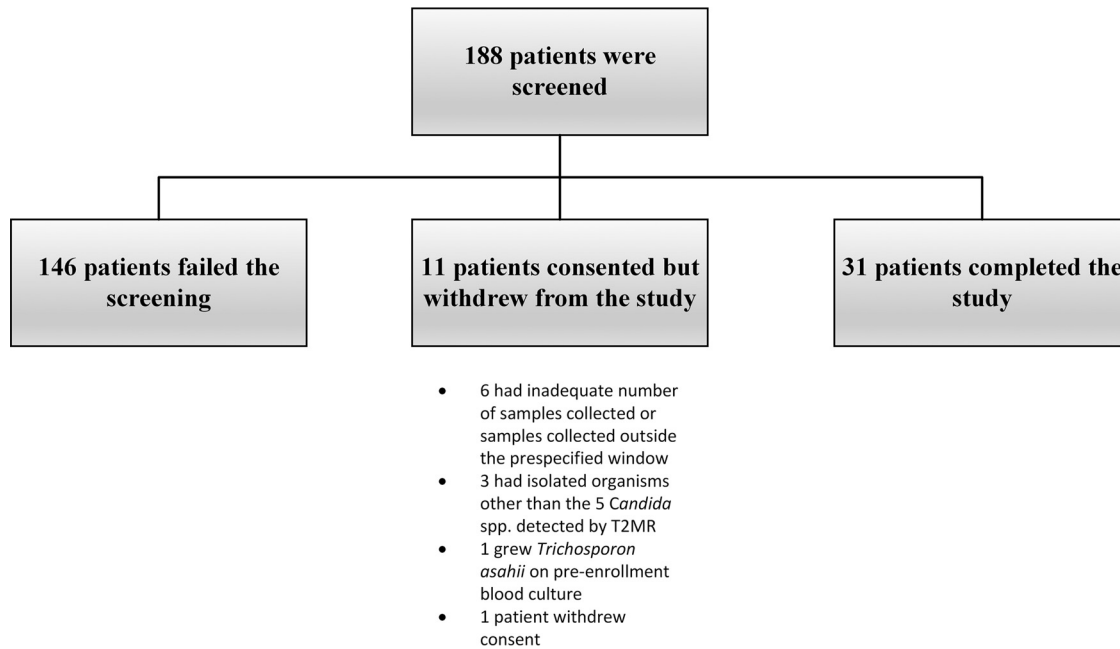 188 patients were
screened
146 patients failed the
screening
11 patients consented but
withdrew from the study
31 patients completed the
study
• 6 had inadequate number
of samples collected or
samples collected outside
the prespecified window
• 3 had isolated organisms
other than the 5 Candida
spp. detected by T2MR
• 1 grew Trichosporon
asahii on pre-enrollment
blood culture
• 1 patient withdrew
consent